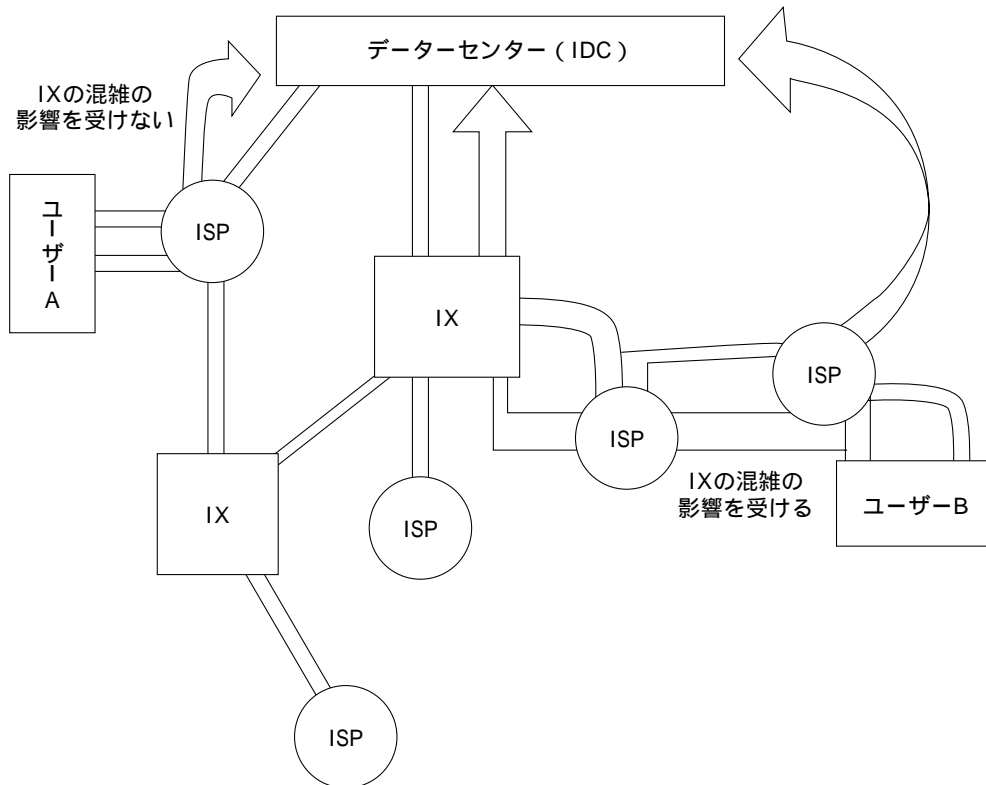 データーセンター（IDC）
IXの混雑の
影響を受けない
ユーザーA
ISP
IX
ISP
ISP
IX
ISP
IXの混雑の
影響を受ける
ユーザーB
ISP